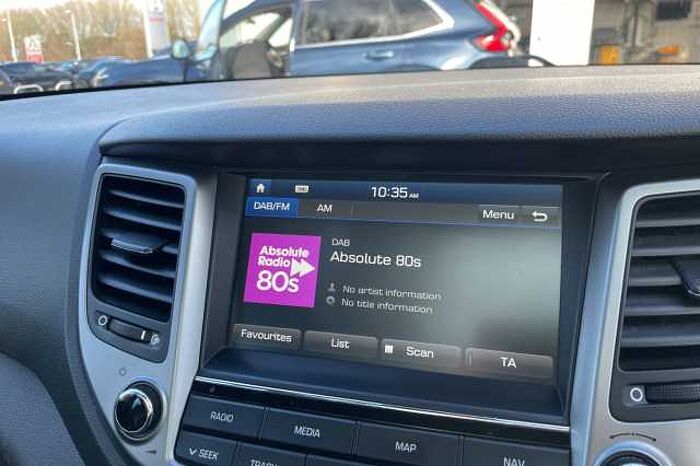 10:35 AM
DAB/FM AM Menu
DAB
Absolute 80s
Absolute
Radio
80s
No artist information
No title information
Favourites List Scan TA
RADIO MEDIA MAP NAV
SEEK TRACK